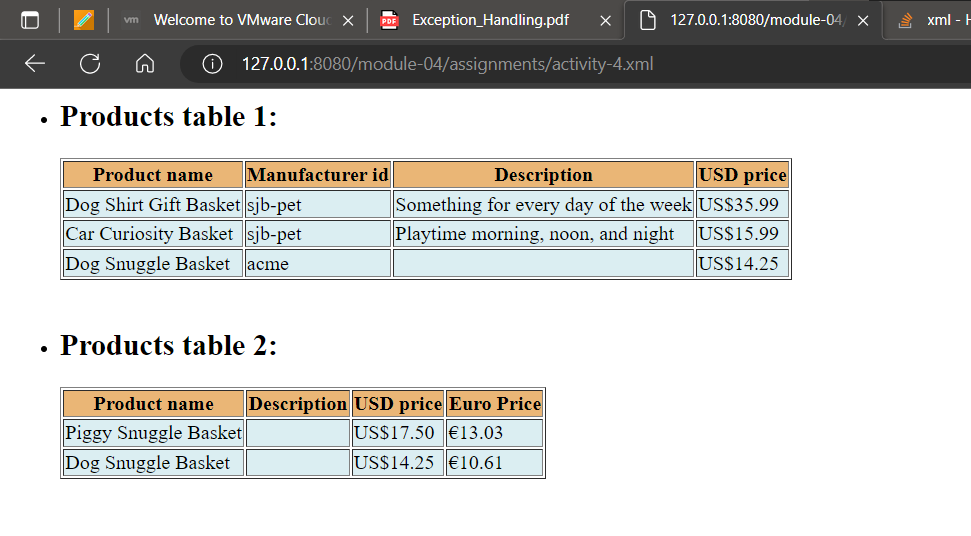 vm Welcome to VMware Clou PDF Exception_Handling.pdf 127.0.0.1:8080/module-04/ xml - H
127.0.0.1:8080/module-04/assignments/activity-4.xml
• Products table 1:
Product name Manufacturer id Description USD price
Dog Shirt Gift Basket sjb-pet Something for every day of the week US$35.99
Car Curiosity Basket sjb-pet Playtime morning, noon, and night US$15.99
Dog Snuggle Basket acme US$14.25
• Products table 2:
Product name Description USD price Euro Price
Piggy Snuggle Basket US$17.50 €13.03
Dog Snuggle Basket US$14.25 €10.61